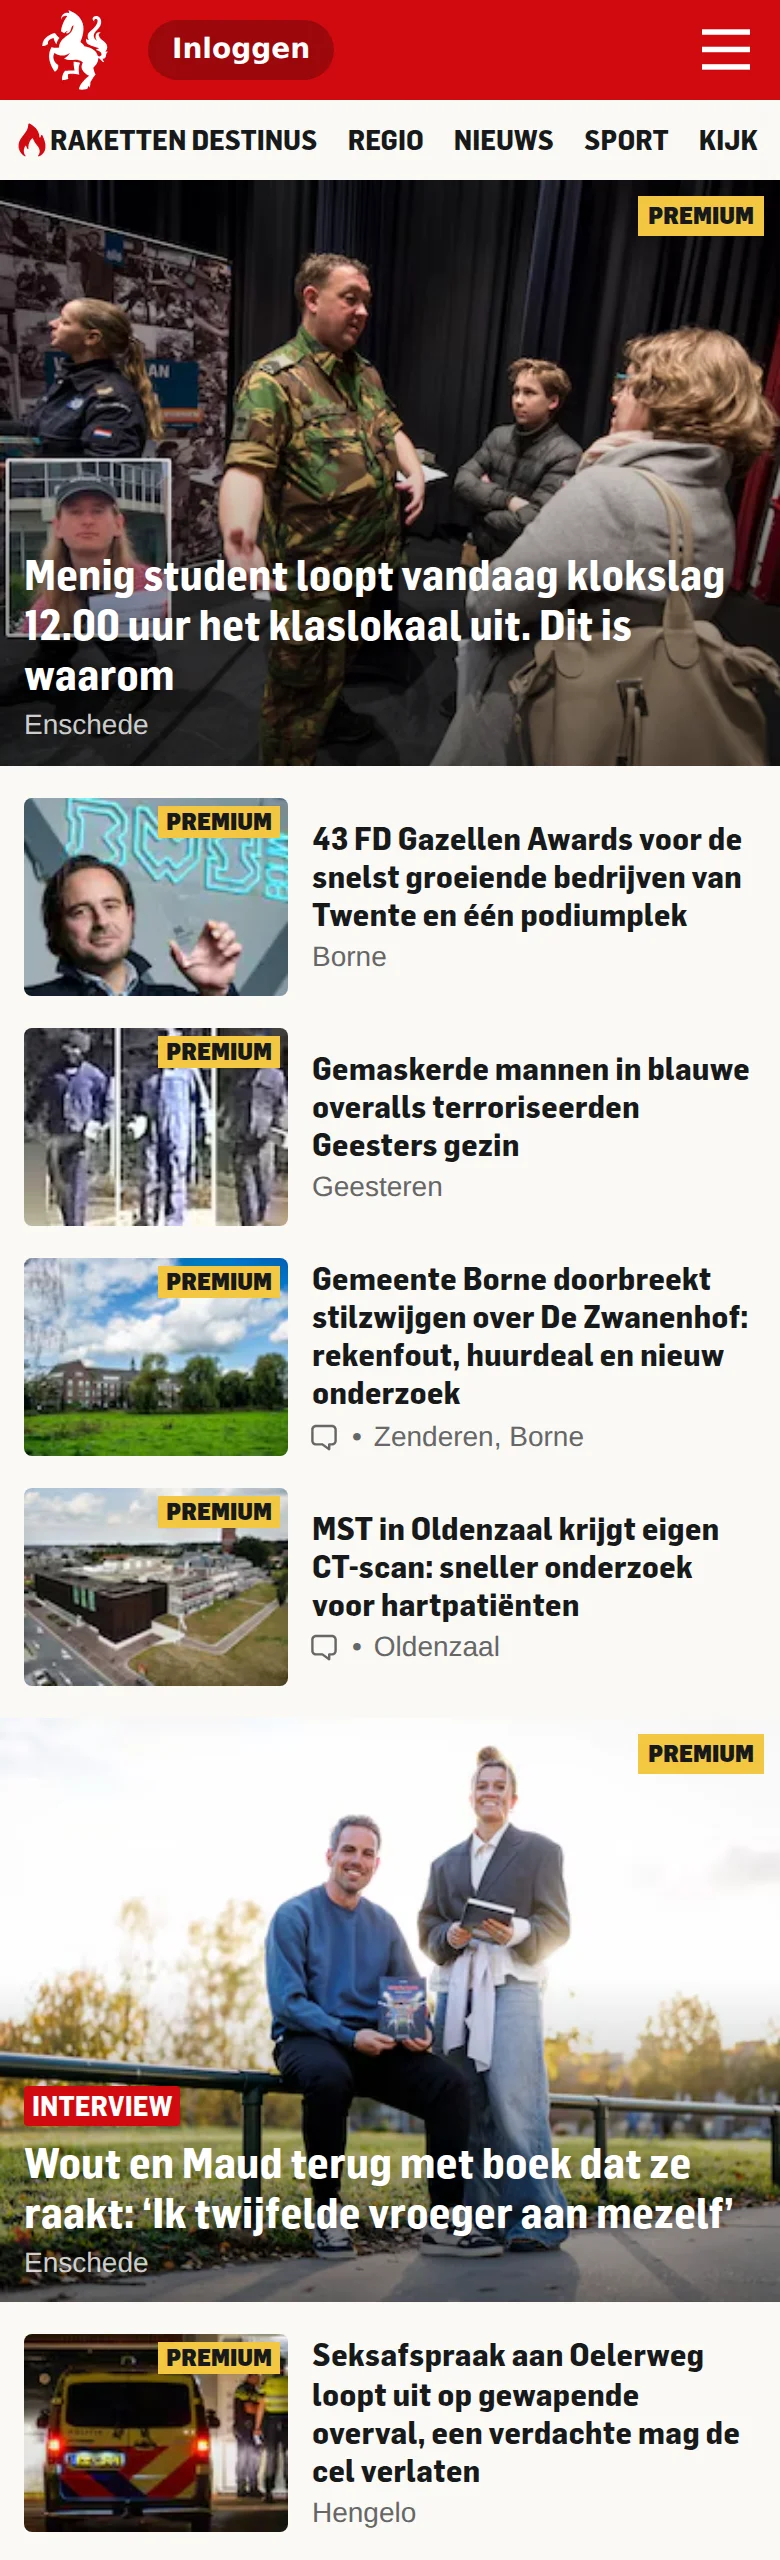 Inloggen
RAKETTEN DESTINUS REGIO NIEUWS SPORT KIJK
PREMIUM
Menig student loopt vandaag klokslag
12.00 uur het klaslokaal uit. Dit is
waarom
Enschede
PREMIUM
43 FD Gazellen Awards voor de
snelst groeiende bedrijven van
Twente en één podiumplek
Borne
PREMIUM
Gemaskerde mannen in blauwe
overalls terroriseerden
Geesters gezin
Geesteren
PREMIUM
Gemeente Borne doorbreekt
stilzwijgen over De Zwanenhof:
rekenfout, huurdeal en nieuw
onderzoek
• Zenderen, Borne
PREMIUM
MST in Oldenzaal krijgt eigen
CT-scan: sneller onderzoek
voor hartpatiënten
• Oldenzaal
PREMIUM
INTERVIEW
Wout en Maud terug met boek dat ze
raakt: ‘Ik twijfelde vroeger aan mezelf’
Enschede
PREMIUM
Seksafspraak aan Oelerweg
loopt uit op gewapende
overval, een verdachte mag de
cel verlaten
Hengelo